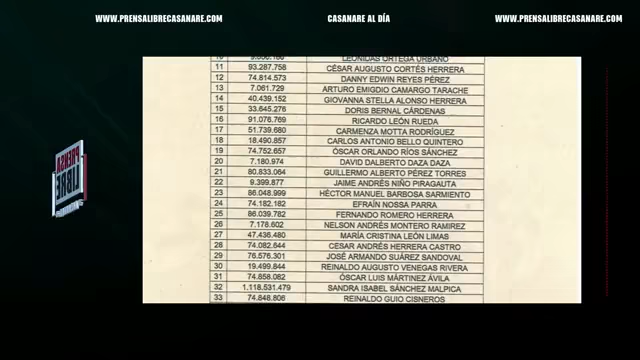 WWW.PRENSALIBRECASANARE.COM CASANARE AL DÍA WWW.PRENSALIBRECASANARE.COM
10 LEONIDAS ORTEGA URBANO
11 93.287.758 CÉSAR AUGUSTO CORTÉS HERRERA
12 74.814.573 DANNY EDWIN REYES PÉREZ
13 7.061.729 ARTURO EMIGDIO CAMARGO TARACHE
14 40.439.152 GIOVANNA STELLA ALONSO HERRERA
15 33.645.276 DORIS BERNAL CÁRDENAS
16 91.076.769 RICARDO LEÓN RUEDA
17 51.739.680 CARMENZA MOTTA RODRÍGUEZ
18 18.490.857 CARLOS ANTONIO BELLO QUINTERO
19 74.752.657 ÓSCAR ORLANDO RÍOS SÁNCHEZ
20 7.180.974 DAVID DALBERTO DAZA DAZA
21 80.833.064 GUILLERMO ALBERTO PÉREZ TORRES
22 9.399.877 JAIME ANDRÉS NIÑO PIRAGAUTA
23 86.048.999 HÉCTOR MANUEL BARBOSA SARMIENTO
24 74.182.182 EFRAÍN NOSSA PARRA
25 86.039.782 FERNANDO ROMERO HERRERA
26 7.178.602 NELSON ANDRÉS MONTERO RAMIREZ
27 47.436.480 MARÍA CRISTINA LEÓN LIMAS
28 74.082.644 CESAR ANDRÉS HERRERA CASTRO
29 76.576.301 JOSÉ ARMANDO SUÁREZ SANDOVAL
30 19.499.844 REINALDO AUGUSTO VENEGAS RIVERA
31 74.858.082 ÓSCAR LUIS MÁRTINEZ ÁVILA
32 1.118.531.479 SANDRA ISABEL SÁNCHEZ MALPICA
33 74.848.806 REINALDO GUIO CISNEROS
PRENSA
LIBRE